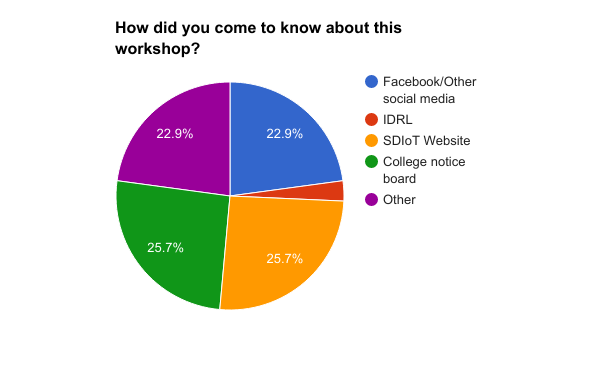 How did you come to know about this
workshop?
Facebook/Other
social media
IDRL
SDIoT Website
College notice
board
Other
22.9%
22.9%
25.7%
25.7%